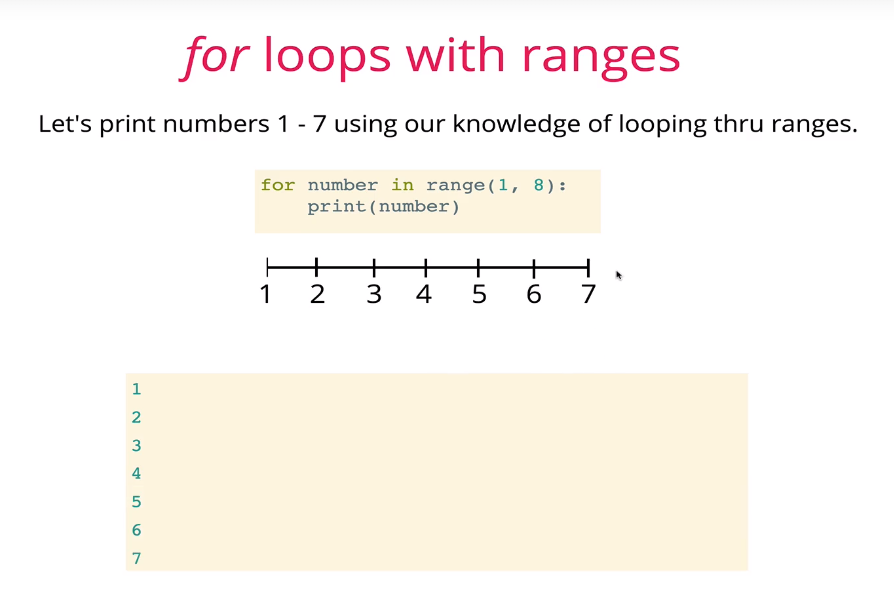 for loops with ranges
Let's print numbers 1 - 7 using our knowledge of looping thru ranges.
for number in range(1, 8):
    print(number)
1 2 3 4 5 6 7
1
2
3
4
5
6
7